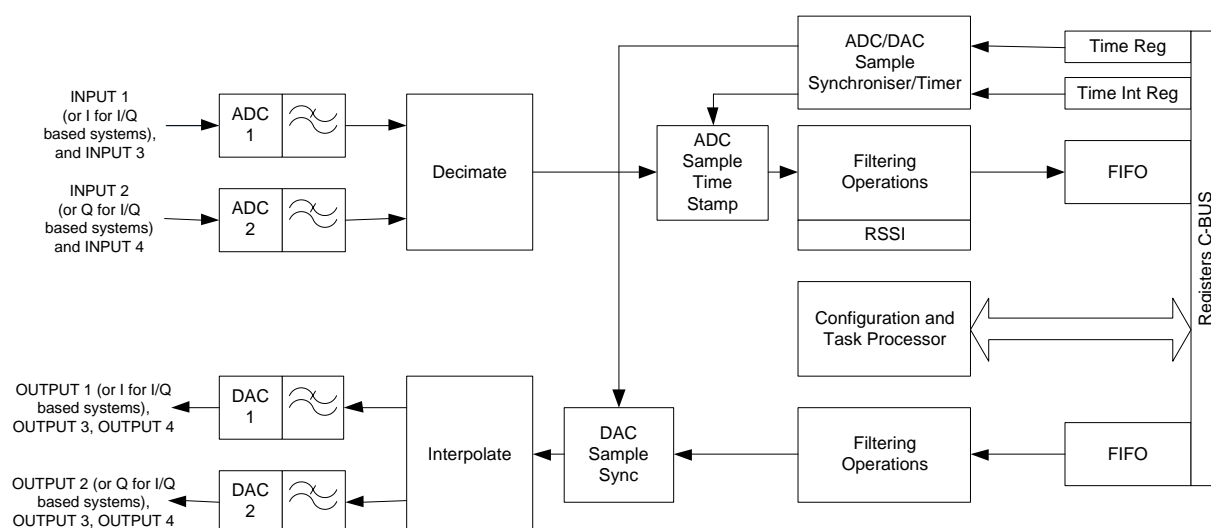 ADC/DAC
Sample
Synchroniser/Timer
Time Reg
Time Int Reg
INPUT 1
(or I for I/Q
based systems),
and INPUT 3
ADC
1
INPUT 2
(or Q for I/Q
based systems)
and INPUT 4
ADC
2
Decimate
ADC
Sample
Time
Stamp
Filtering
Operations
RSSI
FIFO
Registers C-BUS
Configuration and
Task Processor
OUTPUT 1 (or I for I/Q
based systems),
OUTPUT 3, OUTPUT 4
DAC
1
OUTPUT 2 (or Q for I/Q
based systems),
OUTPUT 3, OUTPUT 4
DAC
2
Interpolate
DAC
Sample
Sync
Filtering
Operations
FIFO